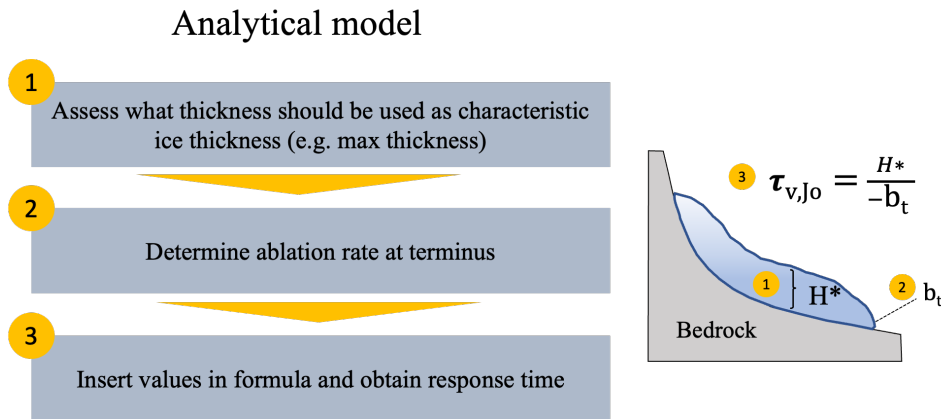 Analytical model
1
Assess what thickness should be used as characteristic
ice thickness (e.g. max thickness)
2
Determine ablation rate at terminus
3
Insert values in formula and obtain response time
3 τv,Jo = H* / −bt
1 H*
2 bt
Bedrock